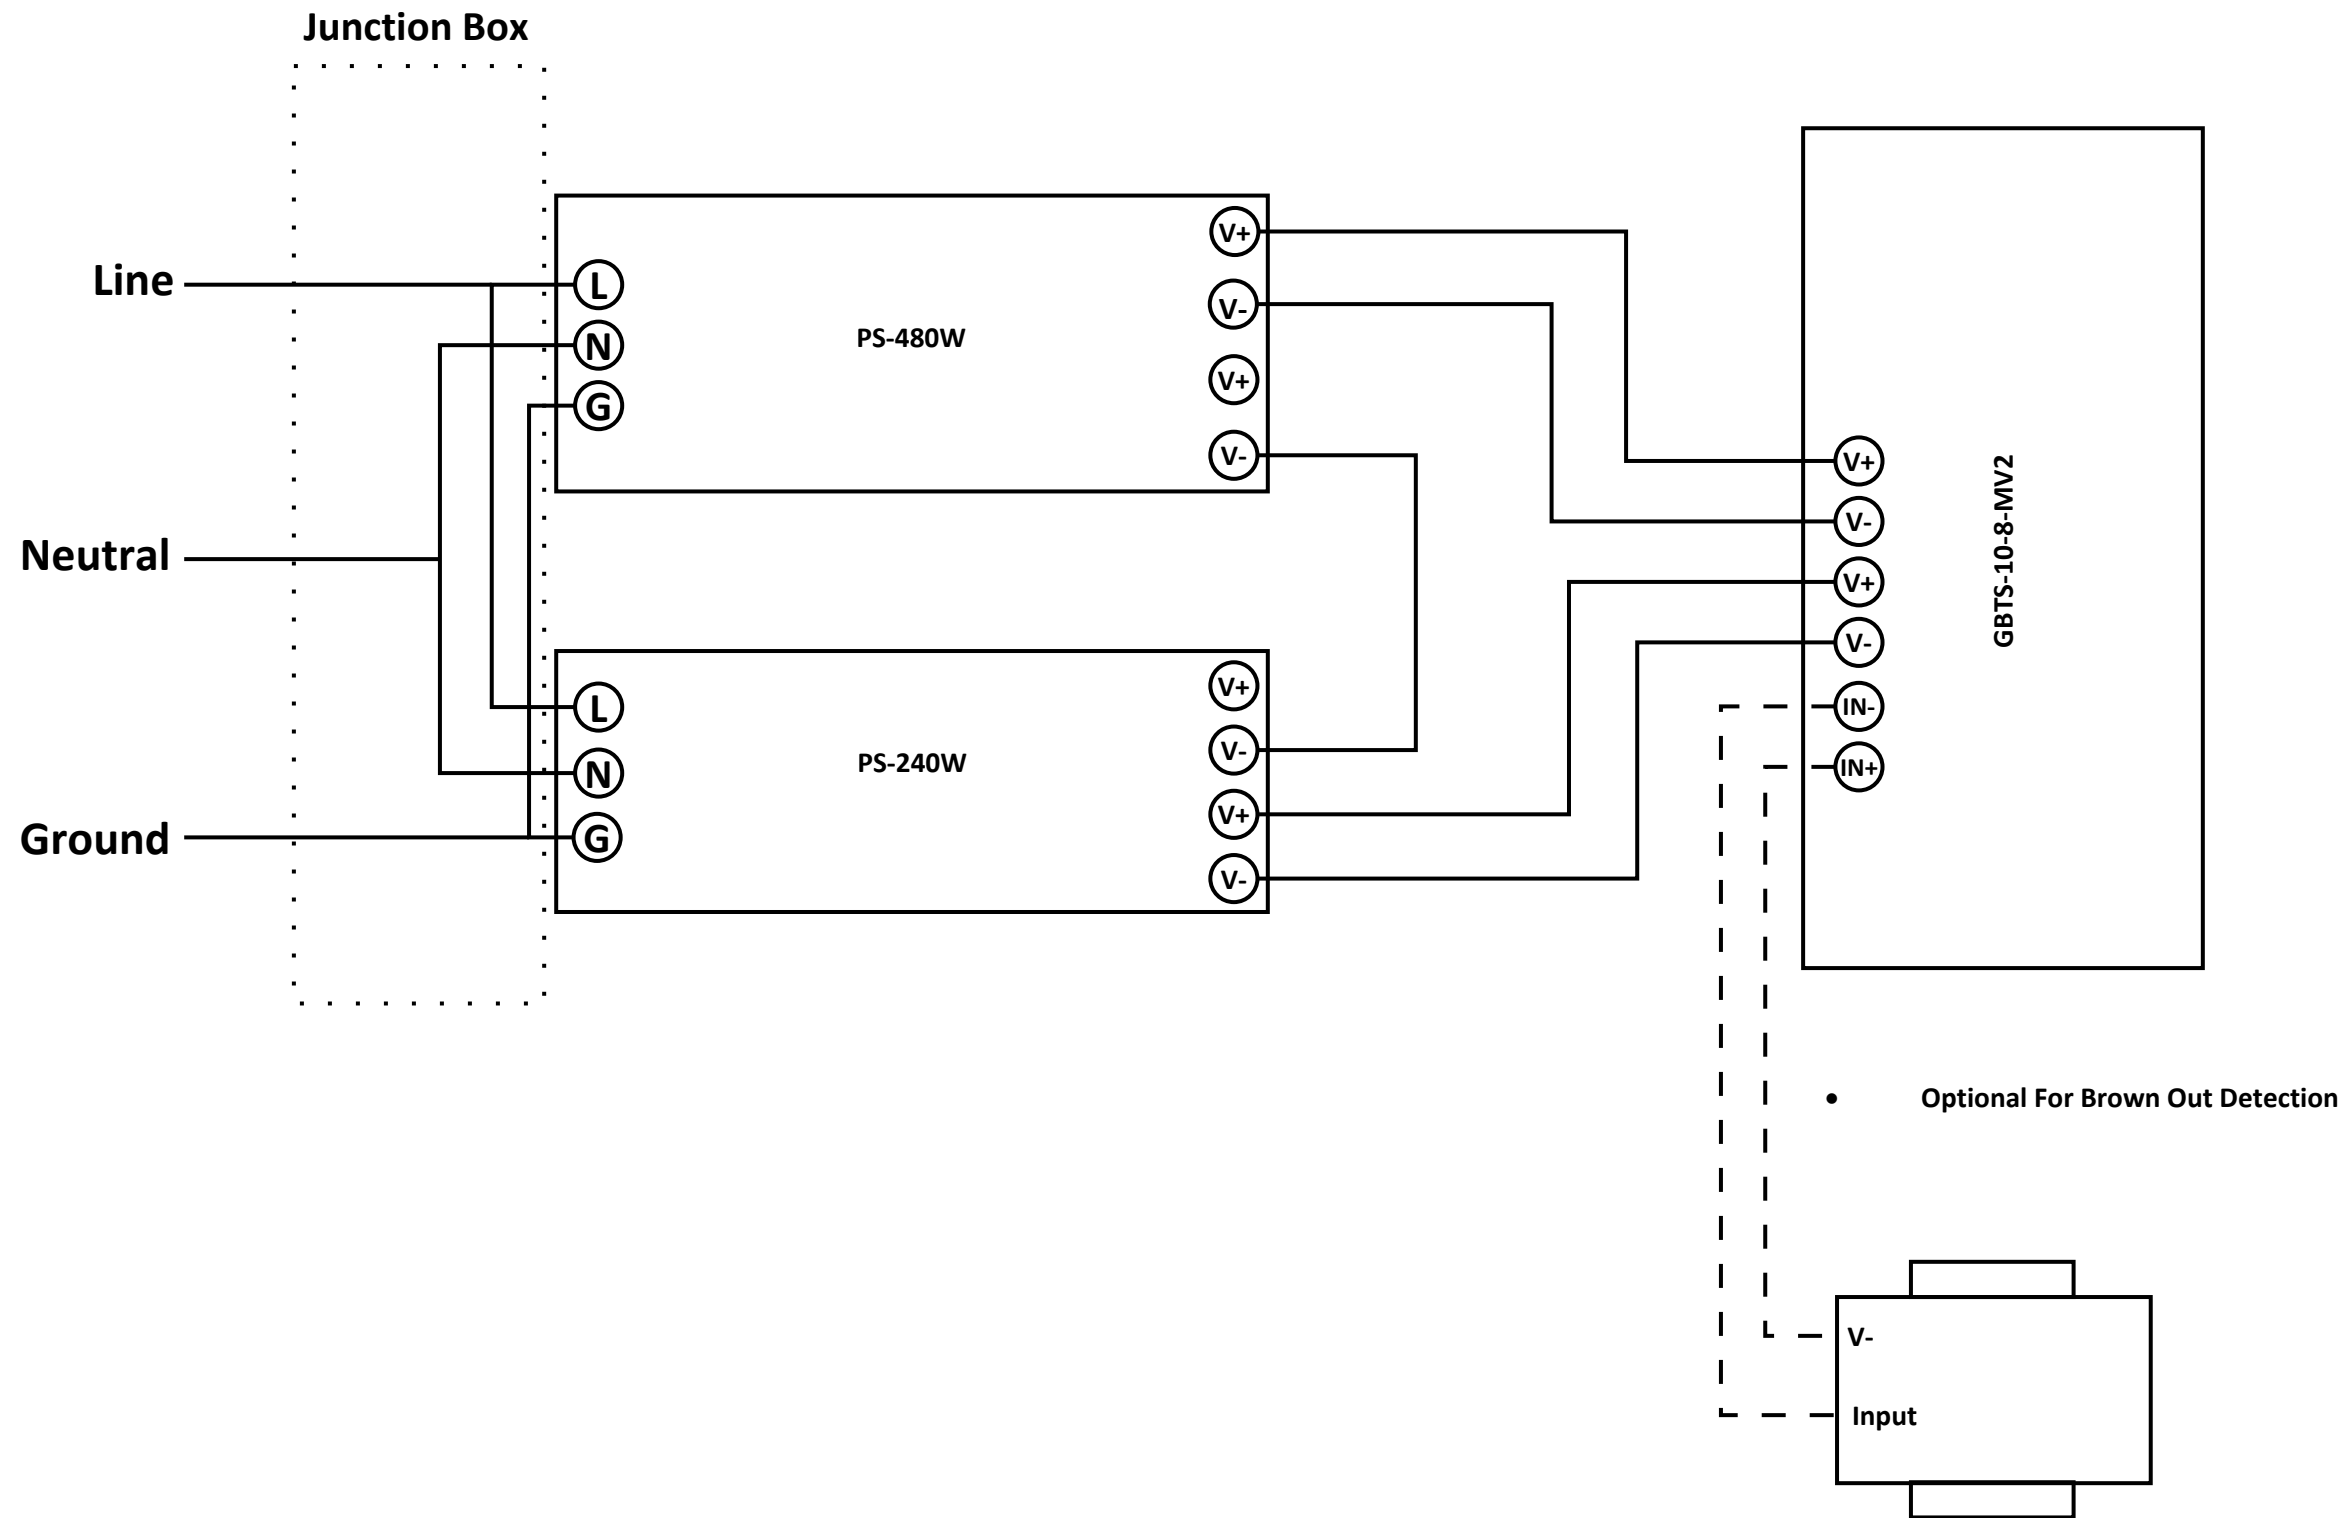 Junction Box
Line
Neutral
Ground
L
N
G
PS-480W
V+
V-
V+
V-
L
N
G
PS-240W
V+
V-
V+
V-
V+
V-
V+
V-
IN-
IN+
GBTS-10-8-MV2
• Optional For Brown Out Detection
V-
Input